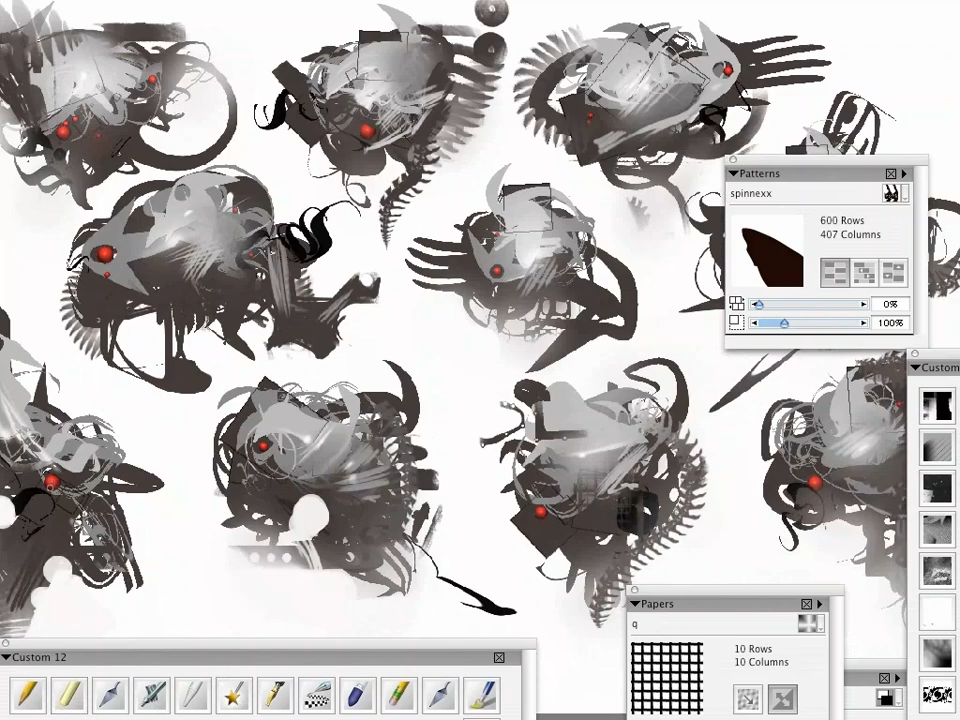 Patterns
spinnexx
600 Rows
407 Columns
0%
100%
Custom
Papers
q
10 Rows
10 Columns
Custom 12